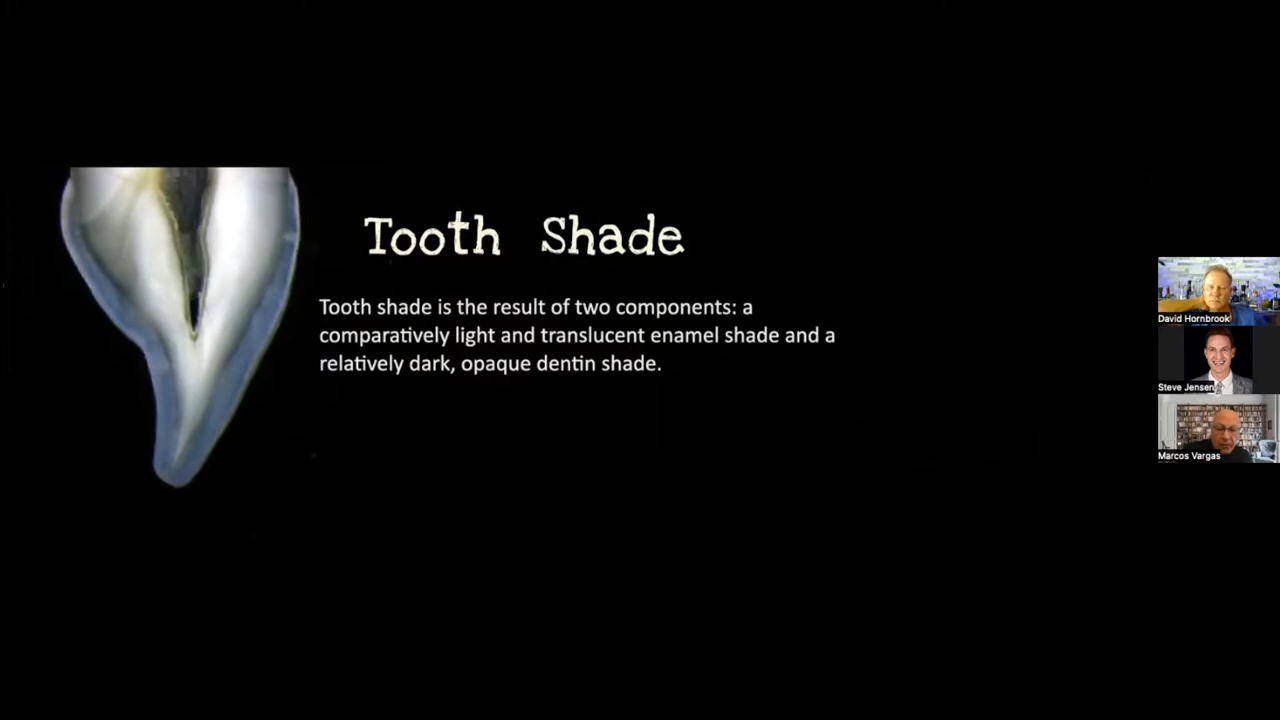 Tooth Shade
Tooth shade is the result of two components: a
comparatively light and translucent enamel shade and a
relatively dark, opaque dentin shade.
David Hornbrook
Steve Jensen
Marcos Vargas